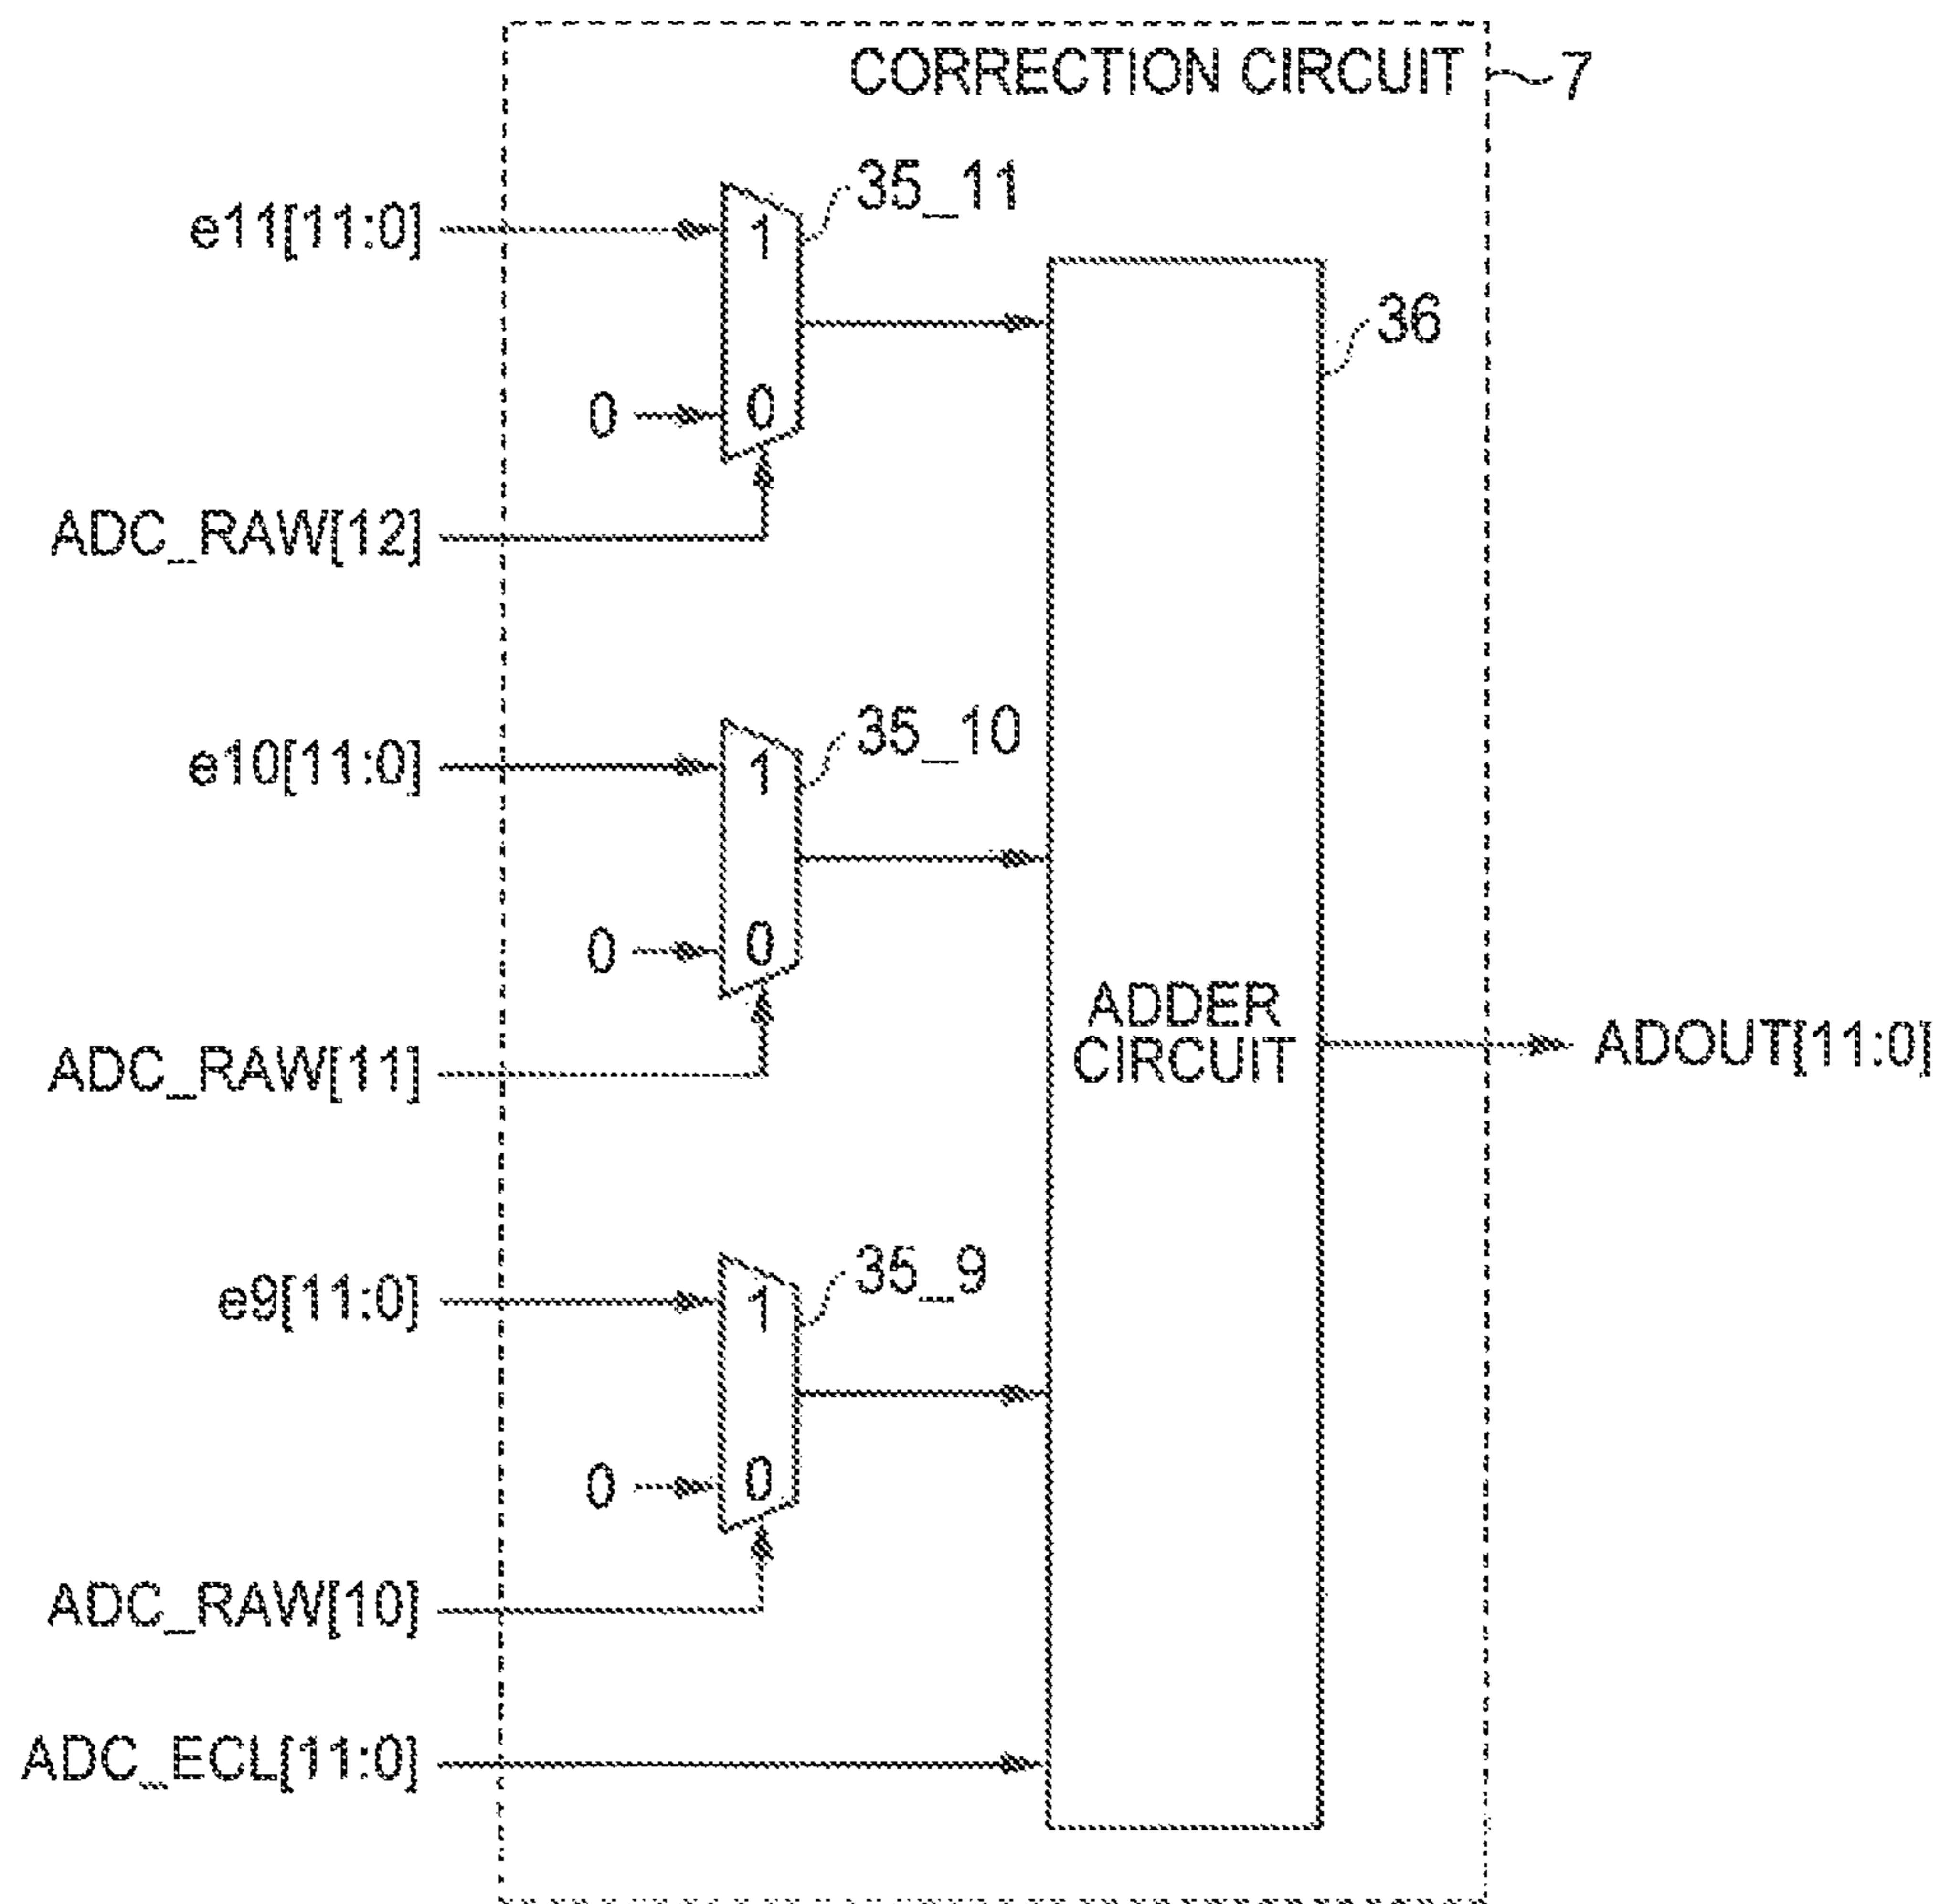 CORRECTION CIRCUIT
7
35_11
e11[11:0]
1
36
0
0
ADC_RAW[12]
35_10
e10[11:0]
1
0
0
ADDER
CIRCUIT
ADOUT[11:0]
ADC_RAW[11]
35_9
e9[11:0]
1
0
0
ADC_RAW[10]
ADC_ECL[11:0]